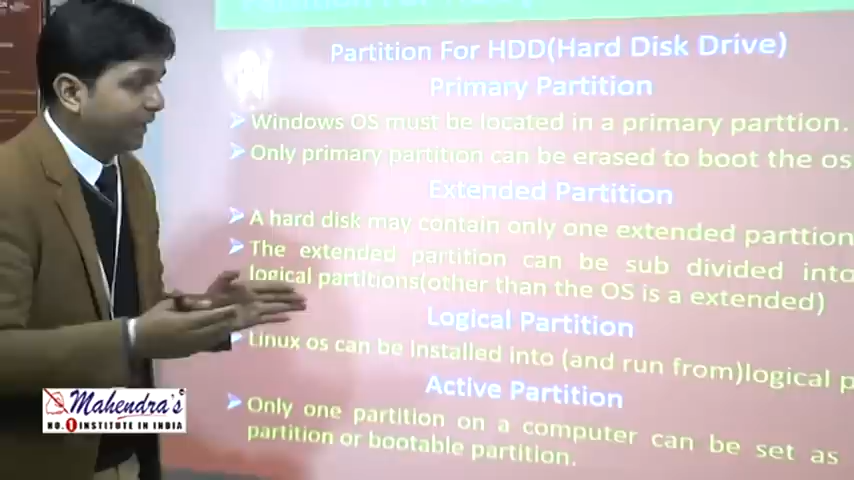 Partition For HDD(Hard Disk Drive)
Primary Partition
Windows OS must be located in a primary parttion.
Only primary partition can be erased to boot the os
Extended Partition
A hard disk may contain only one extended parttion
The extended partition can be sub divided into
logical partitions(other than the OS is a extended)
Logical Partition
Linux os can be installed into (and run from)logical p
Active Partition
Only one partition on a computer can be set as
partition or bootable partition.
Mahendra's
NO. 1 INSTITUTE IN INDIA